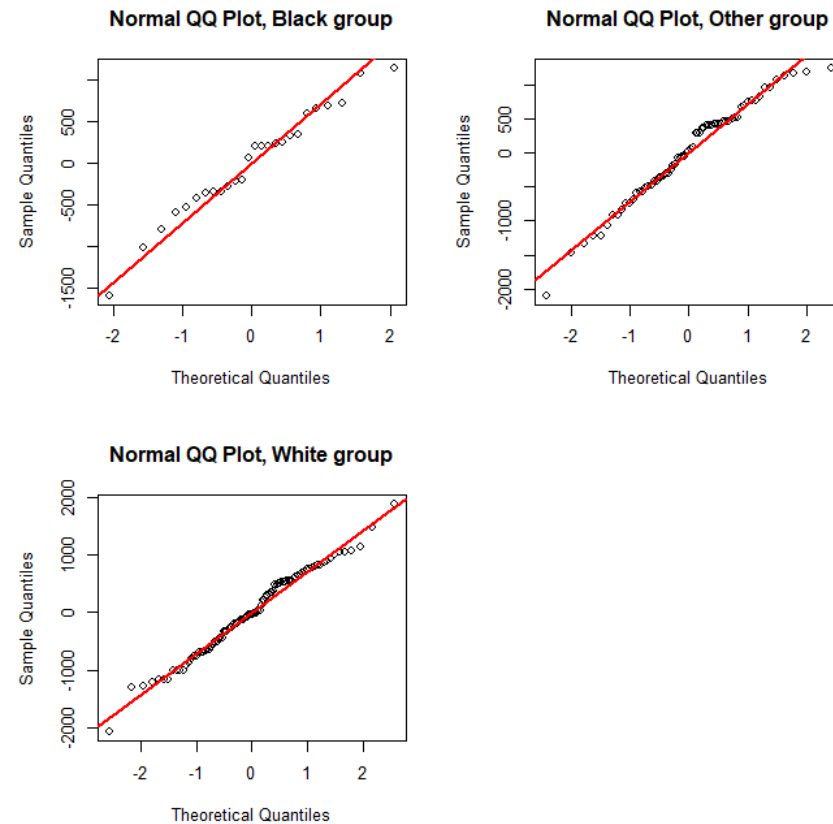 Normal QQ Plot, Black group
Sample Quantiles
500
0
-500
-1500
-2 -1 0 1 2
Theoretical Quantiles
Normal QQ Plot, Other group
Sample Quantiles
500
0
-1000
-2000
-2 -1 0 1 2
Theoretical Quantiles
Normal QQ Plot, White group
Sample Quantiles
2000
1000
0
-1000
-2000
-2 -1 0 1 2
Theoretical Quantiles